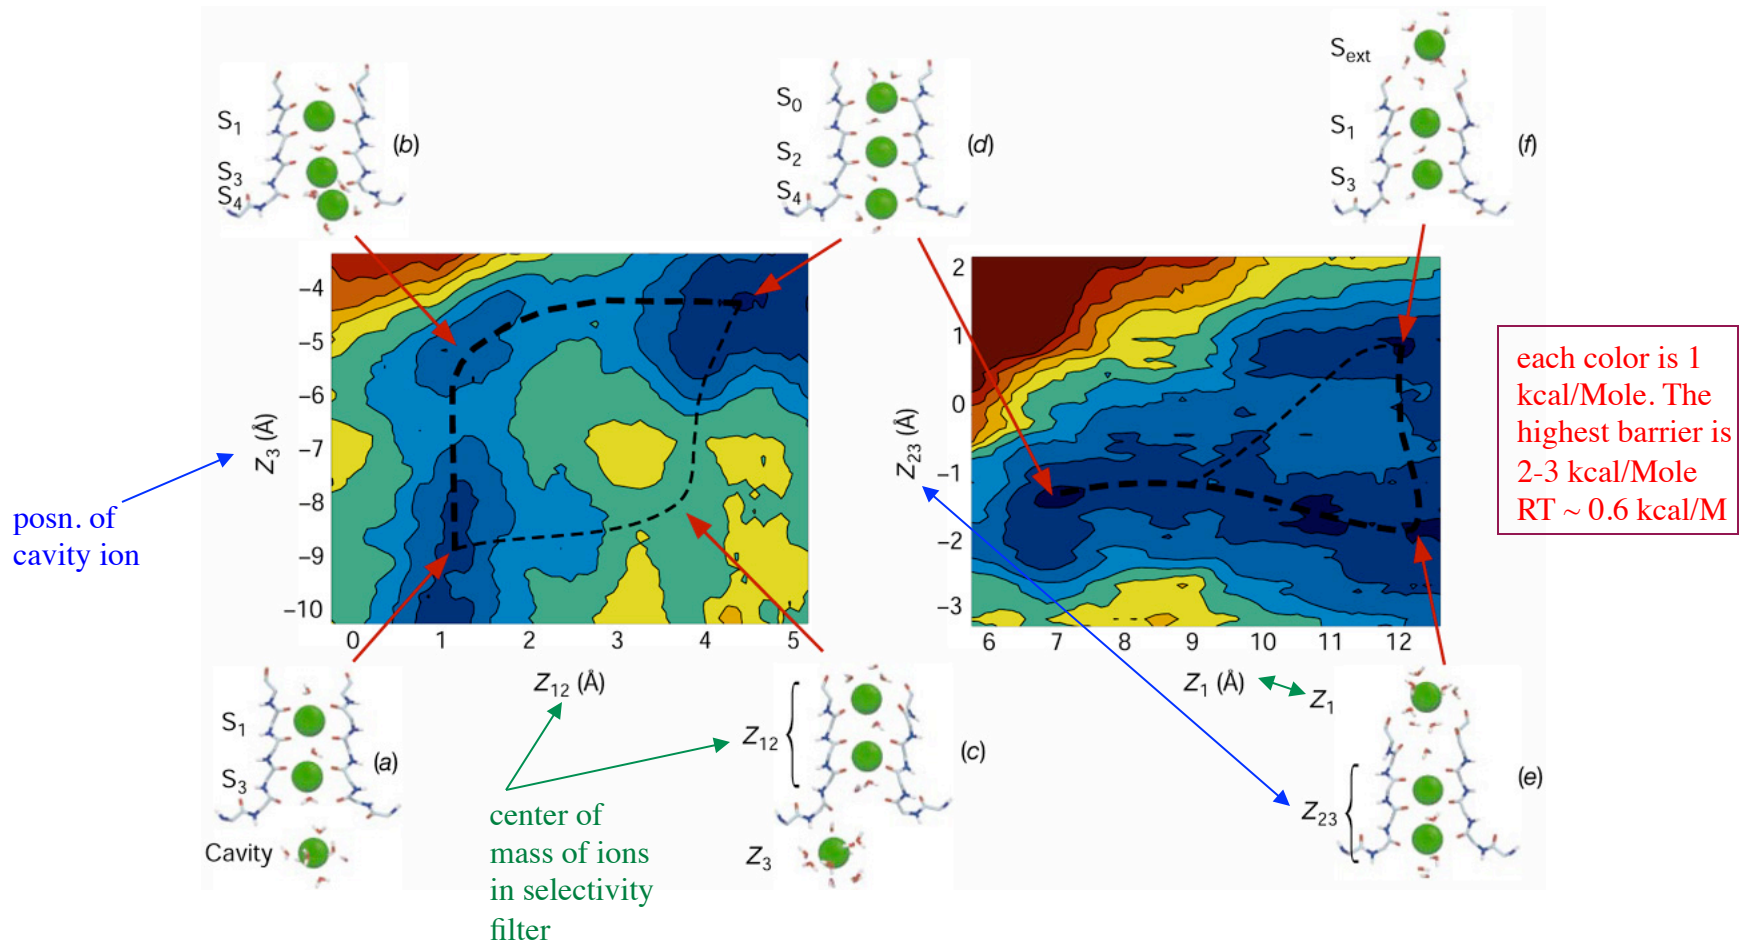 S1
S3
S4
(b)
S0
S2
S4
(d)
Sext
S1
S3
(f)
Z3 (Å)
−4
−5
−6
−7
−8
−9
−10
0 1 2 3 4 5
Z12 (Å)
Z23 (Å)
2
1
0
−1
−2
−3
6 7 8 9 10 11 12
Z1 (Å)
Z1
each color is 1
kcal/Mole. The
highest barrier is
2-3 kcal/Mole
RT ~ 0.6 kcal/M
posn. of
cavity ion
S1
S3
Cavity
(a)
center of
mass of ions
in selectivity
filter
Z12
Z3
(c)
Z23
(e)